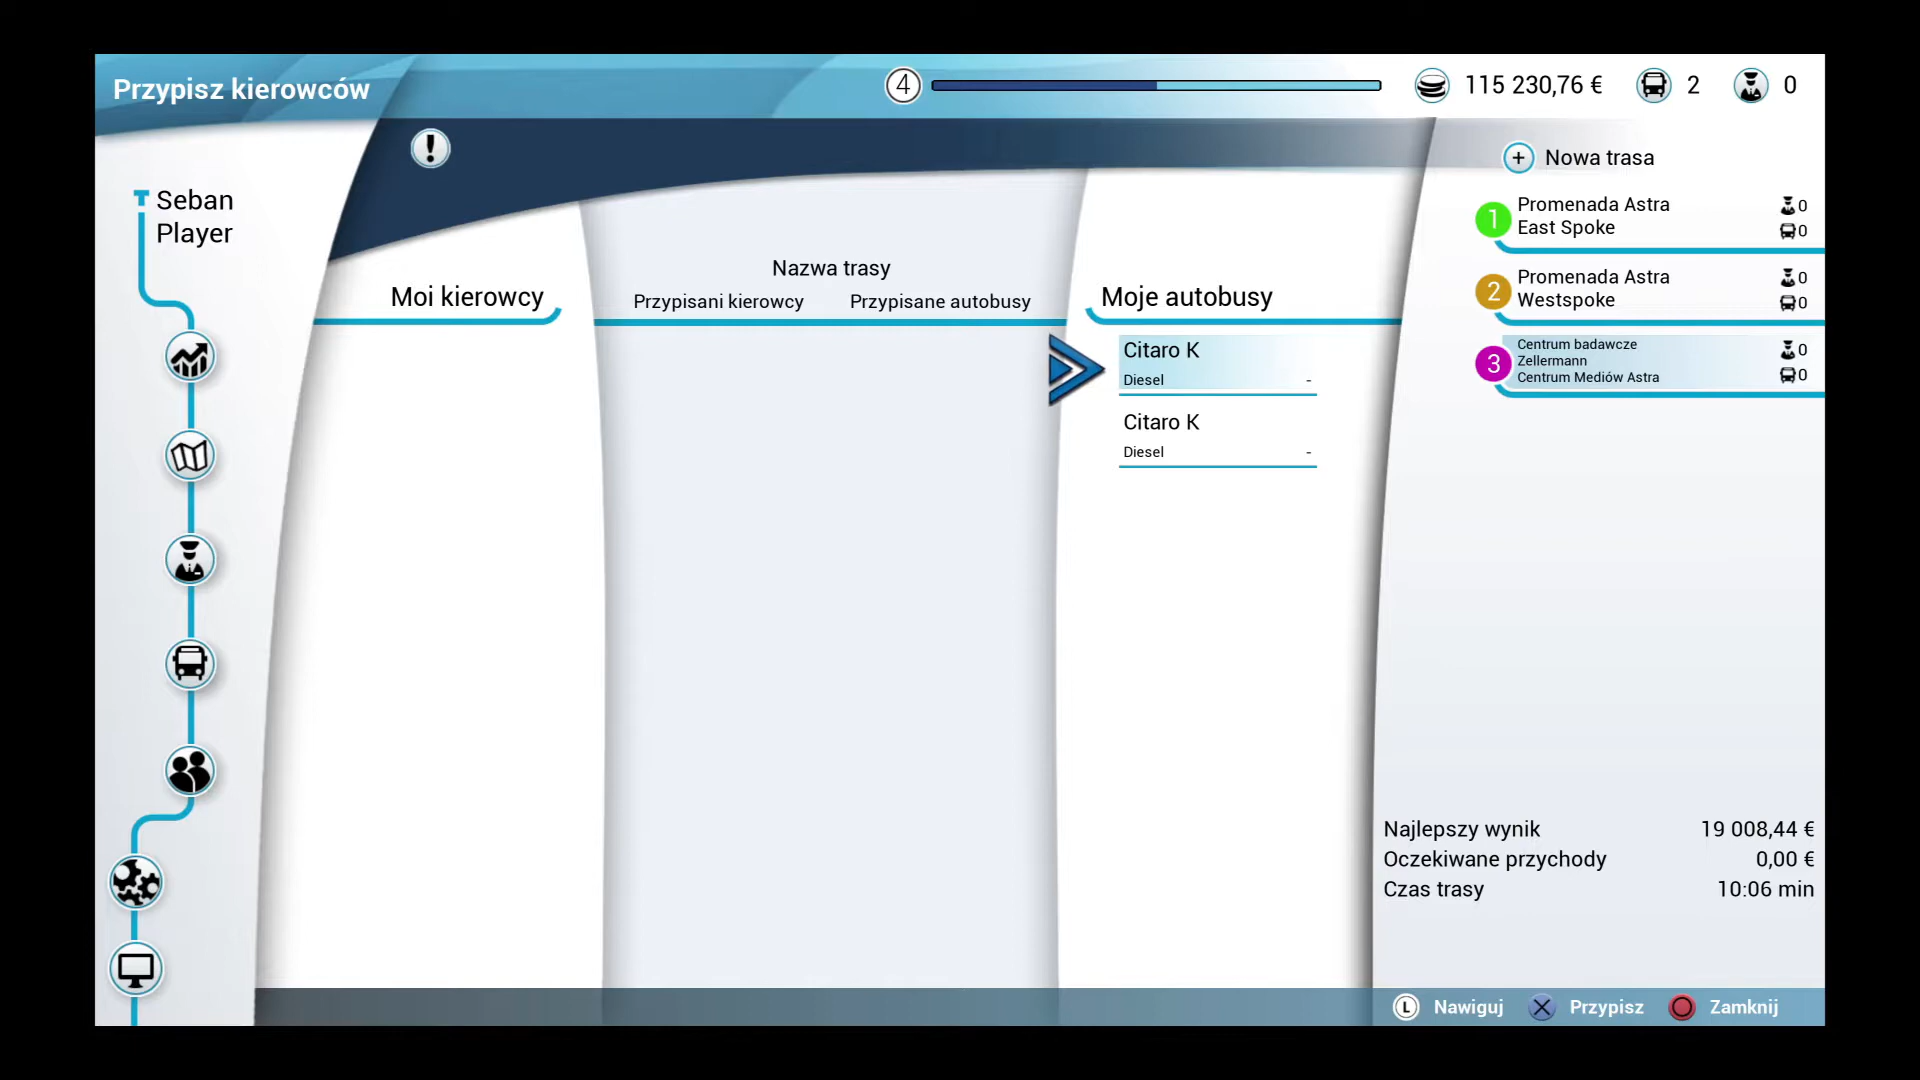 Przypisz kierowców
4
115 230,76 €
2
0
Seban
Player
Moi kierowcy
Nazwa trasy
Przypisani kierowcy
Przypisane autobusy
Moje autobusy
Citaro K
Diesel
-
Citaro K
Diesel
-
Nowa trasa
1
Promenada Astra
East Spoke
0
0
2
Promenada Astra
Westspoke
0
0
3
Centrum badawcze
Zellermann
Centrum Mediów Astra
0
0
Najlepszy wynik 19 008,44 €
Oczekiwane przychody 0,00 €
Czas trasy 10:06 min
L Nawiguj Przypisz Zamknij